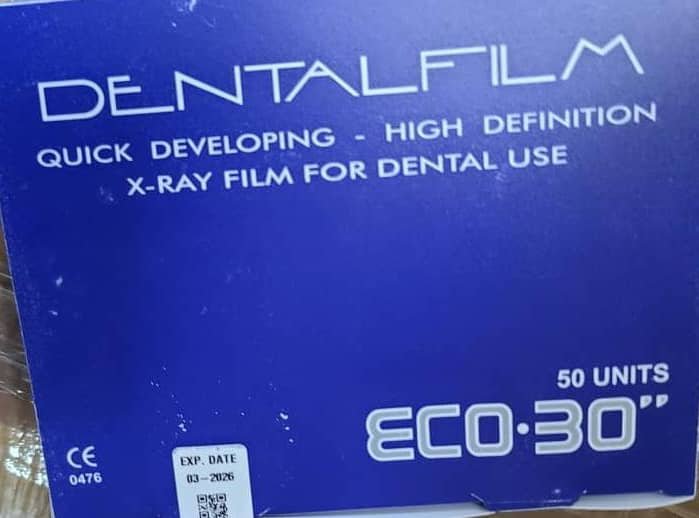 DENTALFILM
QUICK DEVELOPING - HIGH DEFINITION
X-RAY FILM FOR DENTAL USE
50 UNITS
ECO·30"
CE
0476
EXP. DATE
03-2026